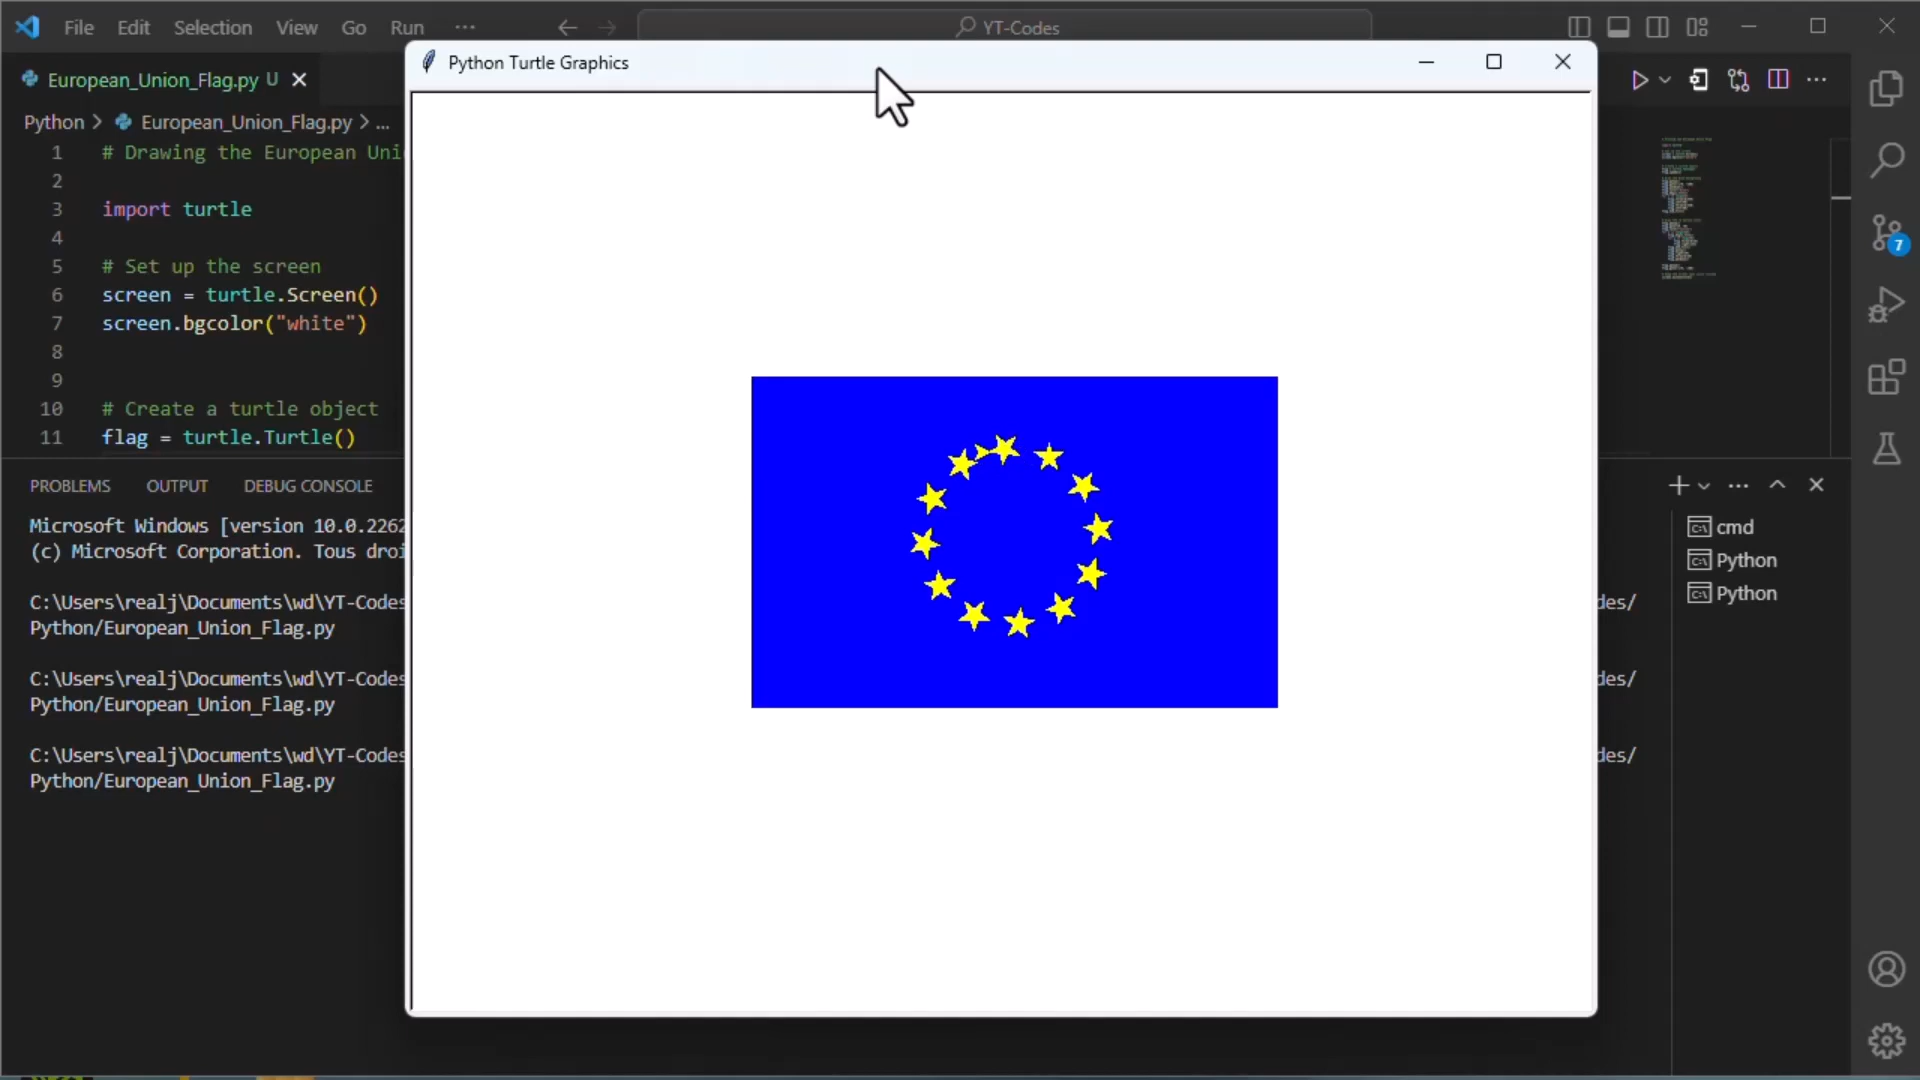 File Edit Selection View Go Run ...
YT-Codes
Python Turtle Graphics
European_Union_Flag.py U
Python > European_Union_Flag.py > ...
1 # Drawing the European
2
3 import turtle
4
5 # Set up the screen
6 screen = turtle.Screen()
7 screen.bgcolor("white")
8
9
10 # Create a turtle object
11 flag = turtle.Turtle()
7
PROBLEMS OUTPUT DEBUG CONSOLE
cmd
Python
Python
Microsoft Windows [version 10.0.2262
(c) Microsoft Corporation. Tous droi
C:\Users\realj\Documents\wd\YT-Codes
des/
Python/European_Union_Flag.py
C:\Users\realj\Documents\wd\YT-Codes
des/
Python/European_Union_Flag.py
C:\Users\realj\Documents\wd\YT-Codes
des/
Python/European_Union_Flag.py